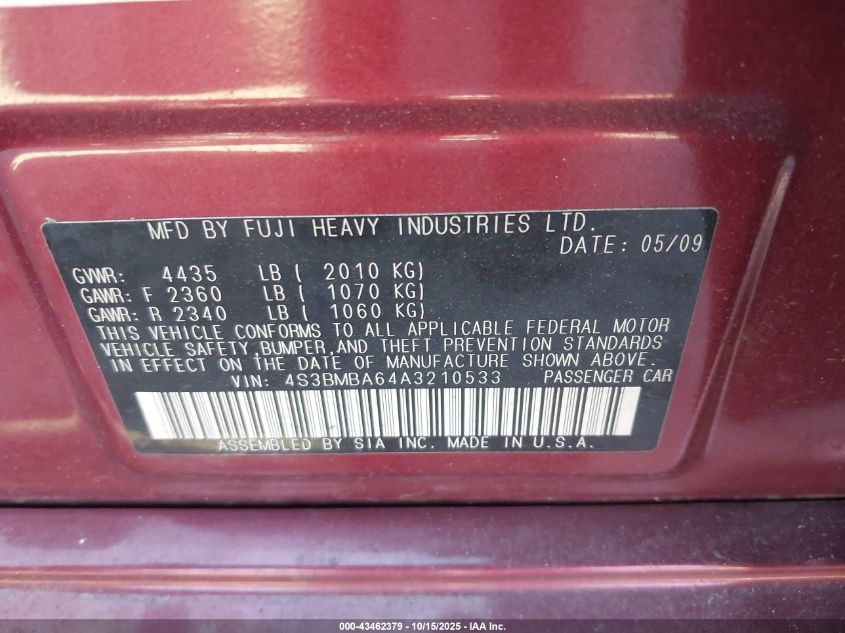 MFD BY FUJI HEAVY INDUSTRIES LTD.
DATE: 05/09
GVWR: 4435 LB ( 2010 KG)
GAWR: F 2360 LB ( 1070 KG)
GAWR: R 2340 LB ( 1060 KG)
THIS VEHICLE CONFORMS TO ALL APPLICABLE FEDERAL MOTOR
VEHICLE SAFETY, BUMPER, AND THEFT PREVENTION STANDARDS
IN EFFECT ON THE DATE OF MANUFACTURE SHOWN ABOVE.
VIN: 4S3BMBA64A3210533 PASSENGER CAR
ASSEMBLED BY SIA INC. MADE IN U.S.A.
000-43462379 - 10/15/2025 - IAA Inc.